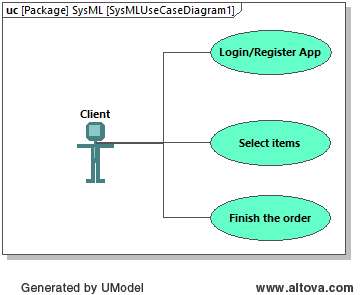 uc [Package] SysML [SysMLUseCaseDiagram1]
Login/Register App
Client
Select items
Finish the order
Generated by UModel
www.altova.com